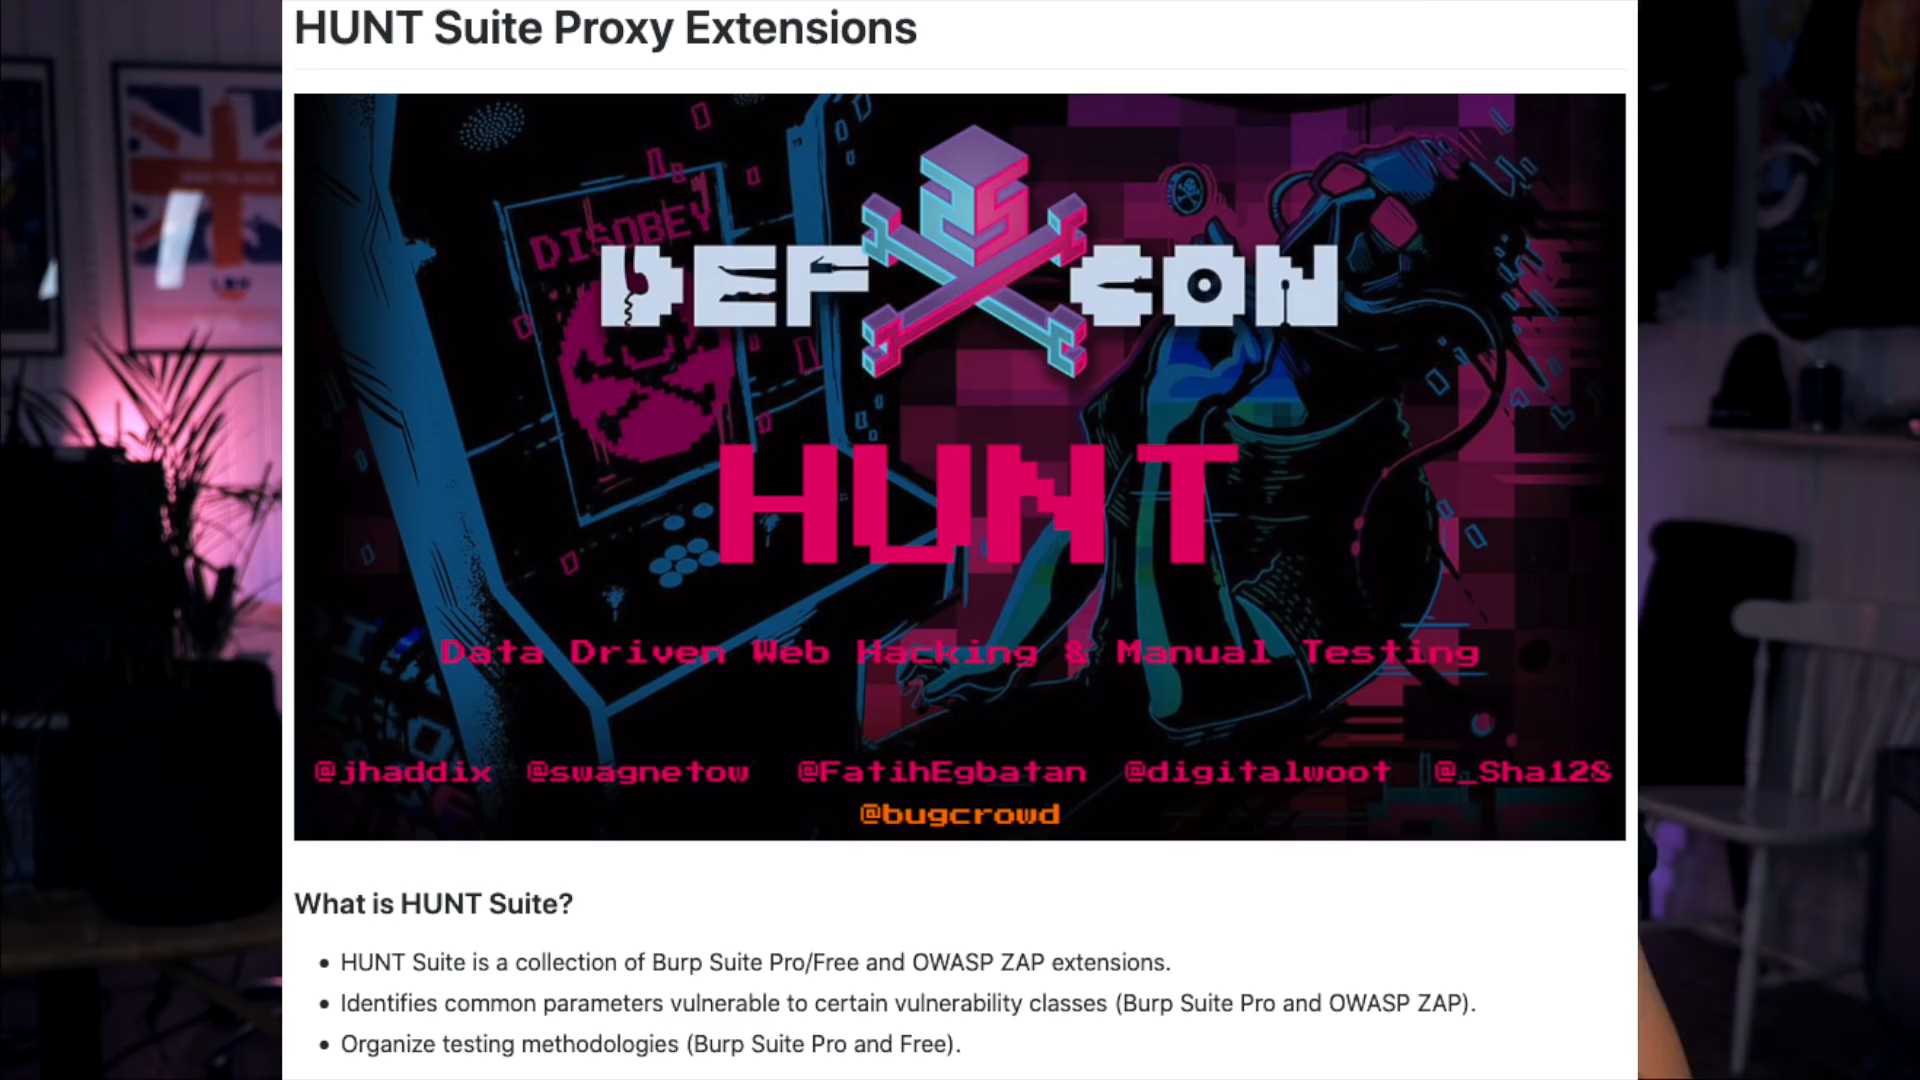 HUNT Suite Proxy Extensions
DISOBEY
25
DEF CON
HUNT
Data Driven Web Hacking & Manual Testing
@jhaddix @swagnetow @FatihEgbatan @digitalwoot @_Sha128
@bugcrowd
What is HUNT Suite?
• HUNT Suite is a collection of Burp Suite Pro/Free and OWASP ZAP extensions.
• Identifies common parameters vulnerable to certain vulnerability classes (Burp Suite Pro and OWASP ZAP).
• Organize testing methodologies (Burp Suite Pro and Free).